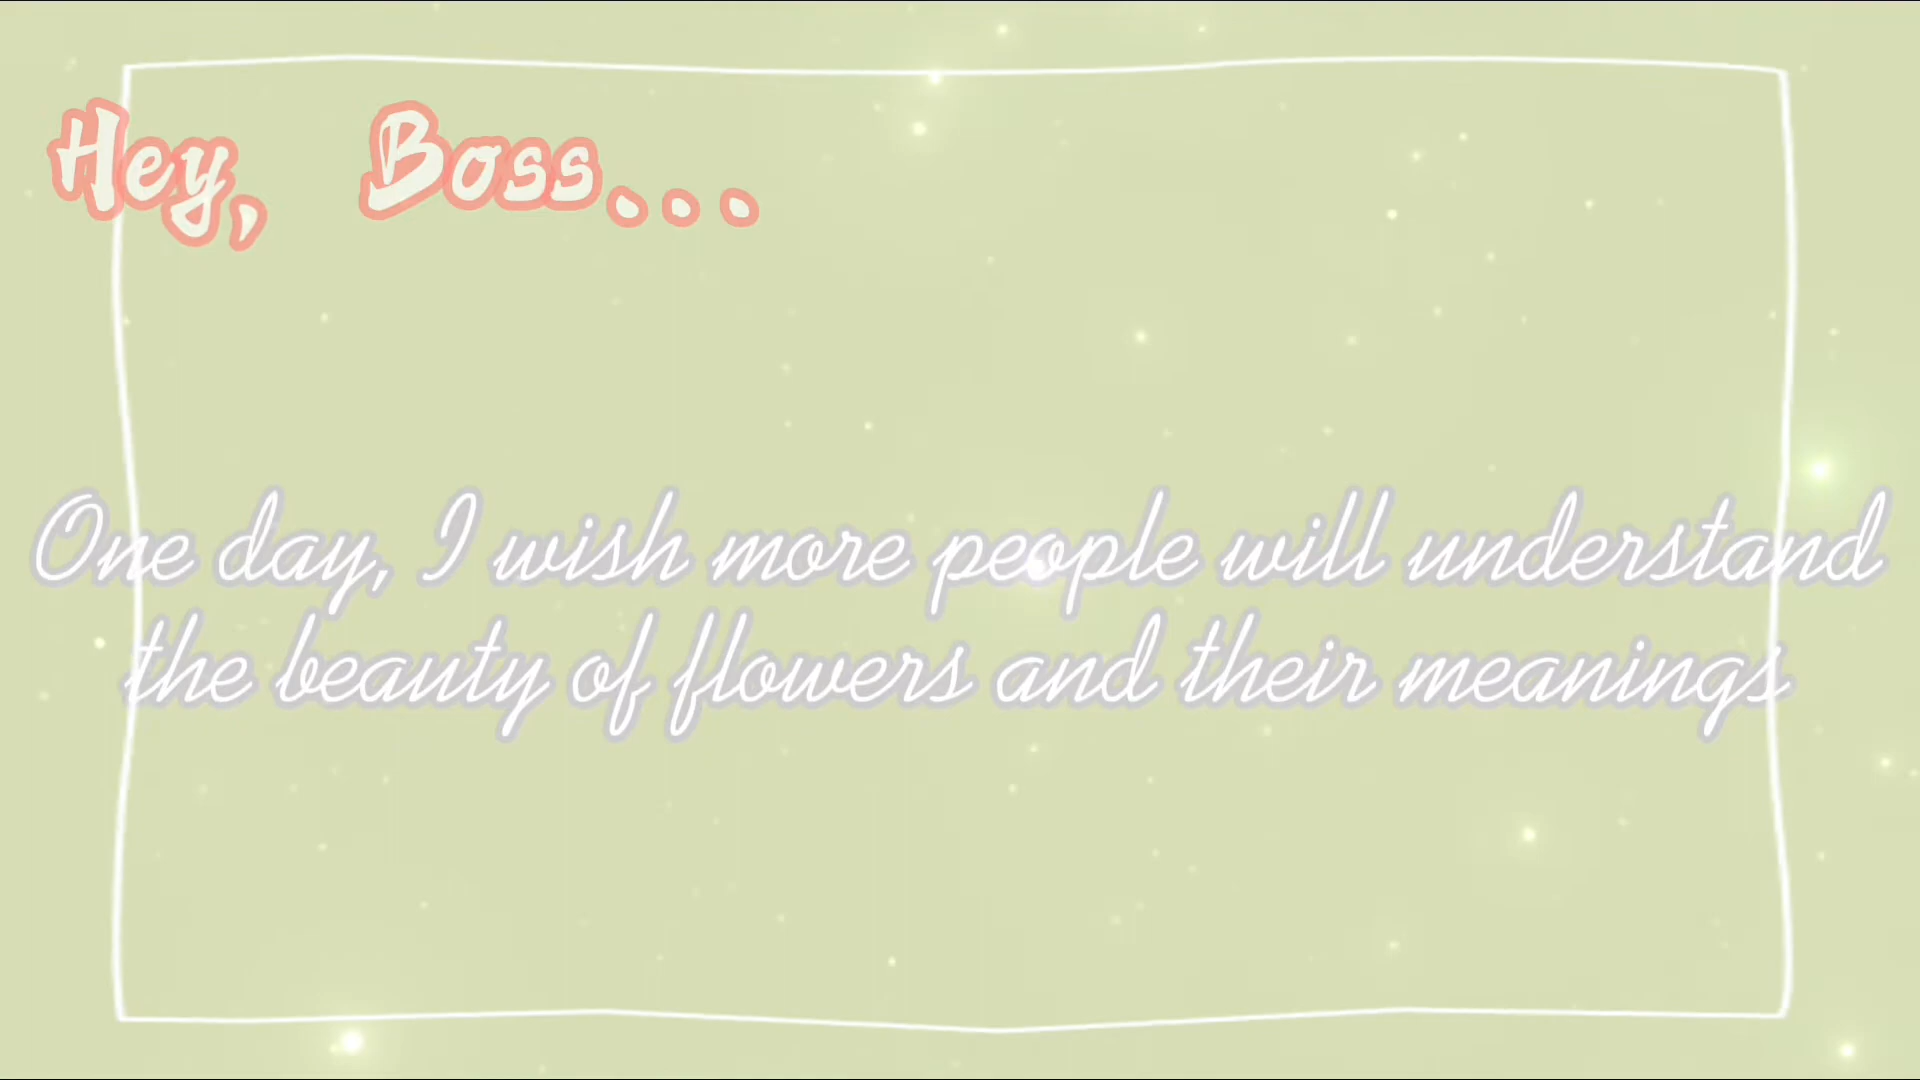 Hey, Boss...
One day, I wish more people will understand
the beauty of flowers and their meanings